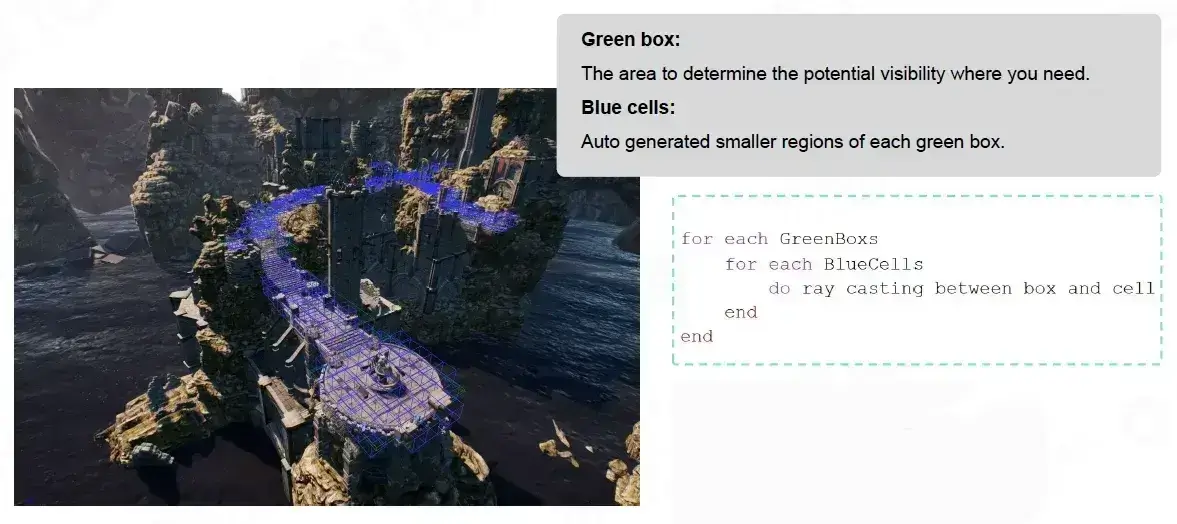 Green box:
The area to determine the potential visibility where you need.
Blue cells:
Auto generated smaller regions of each green box.
for each GreenBoxs
for each BlueCells
do ray casting between box and cell
end
end